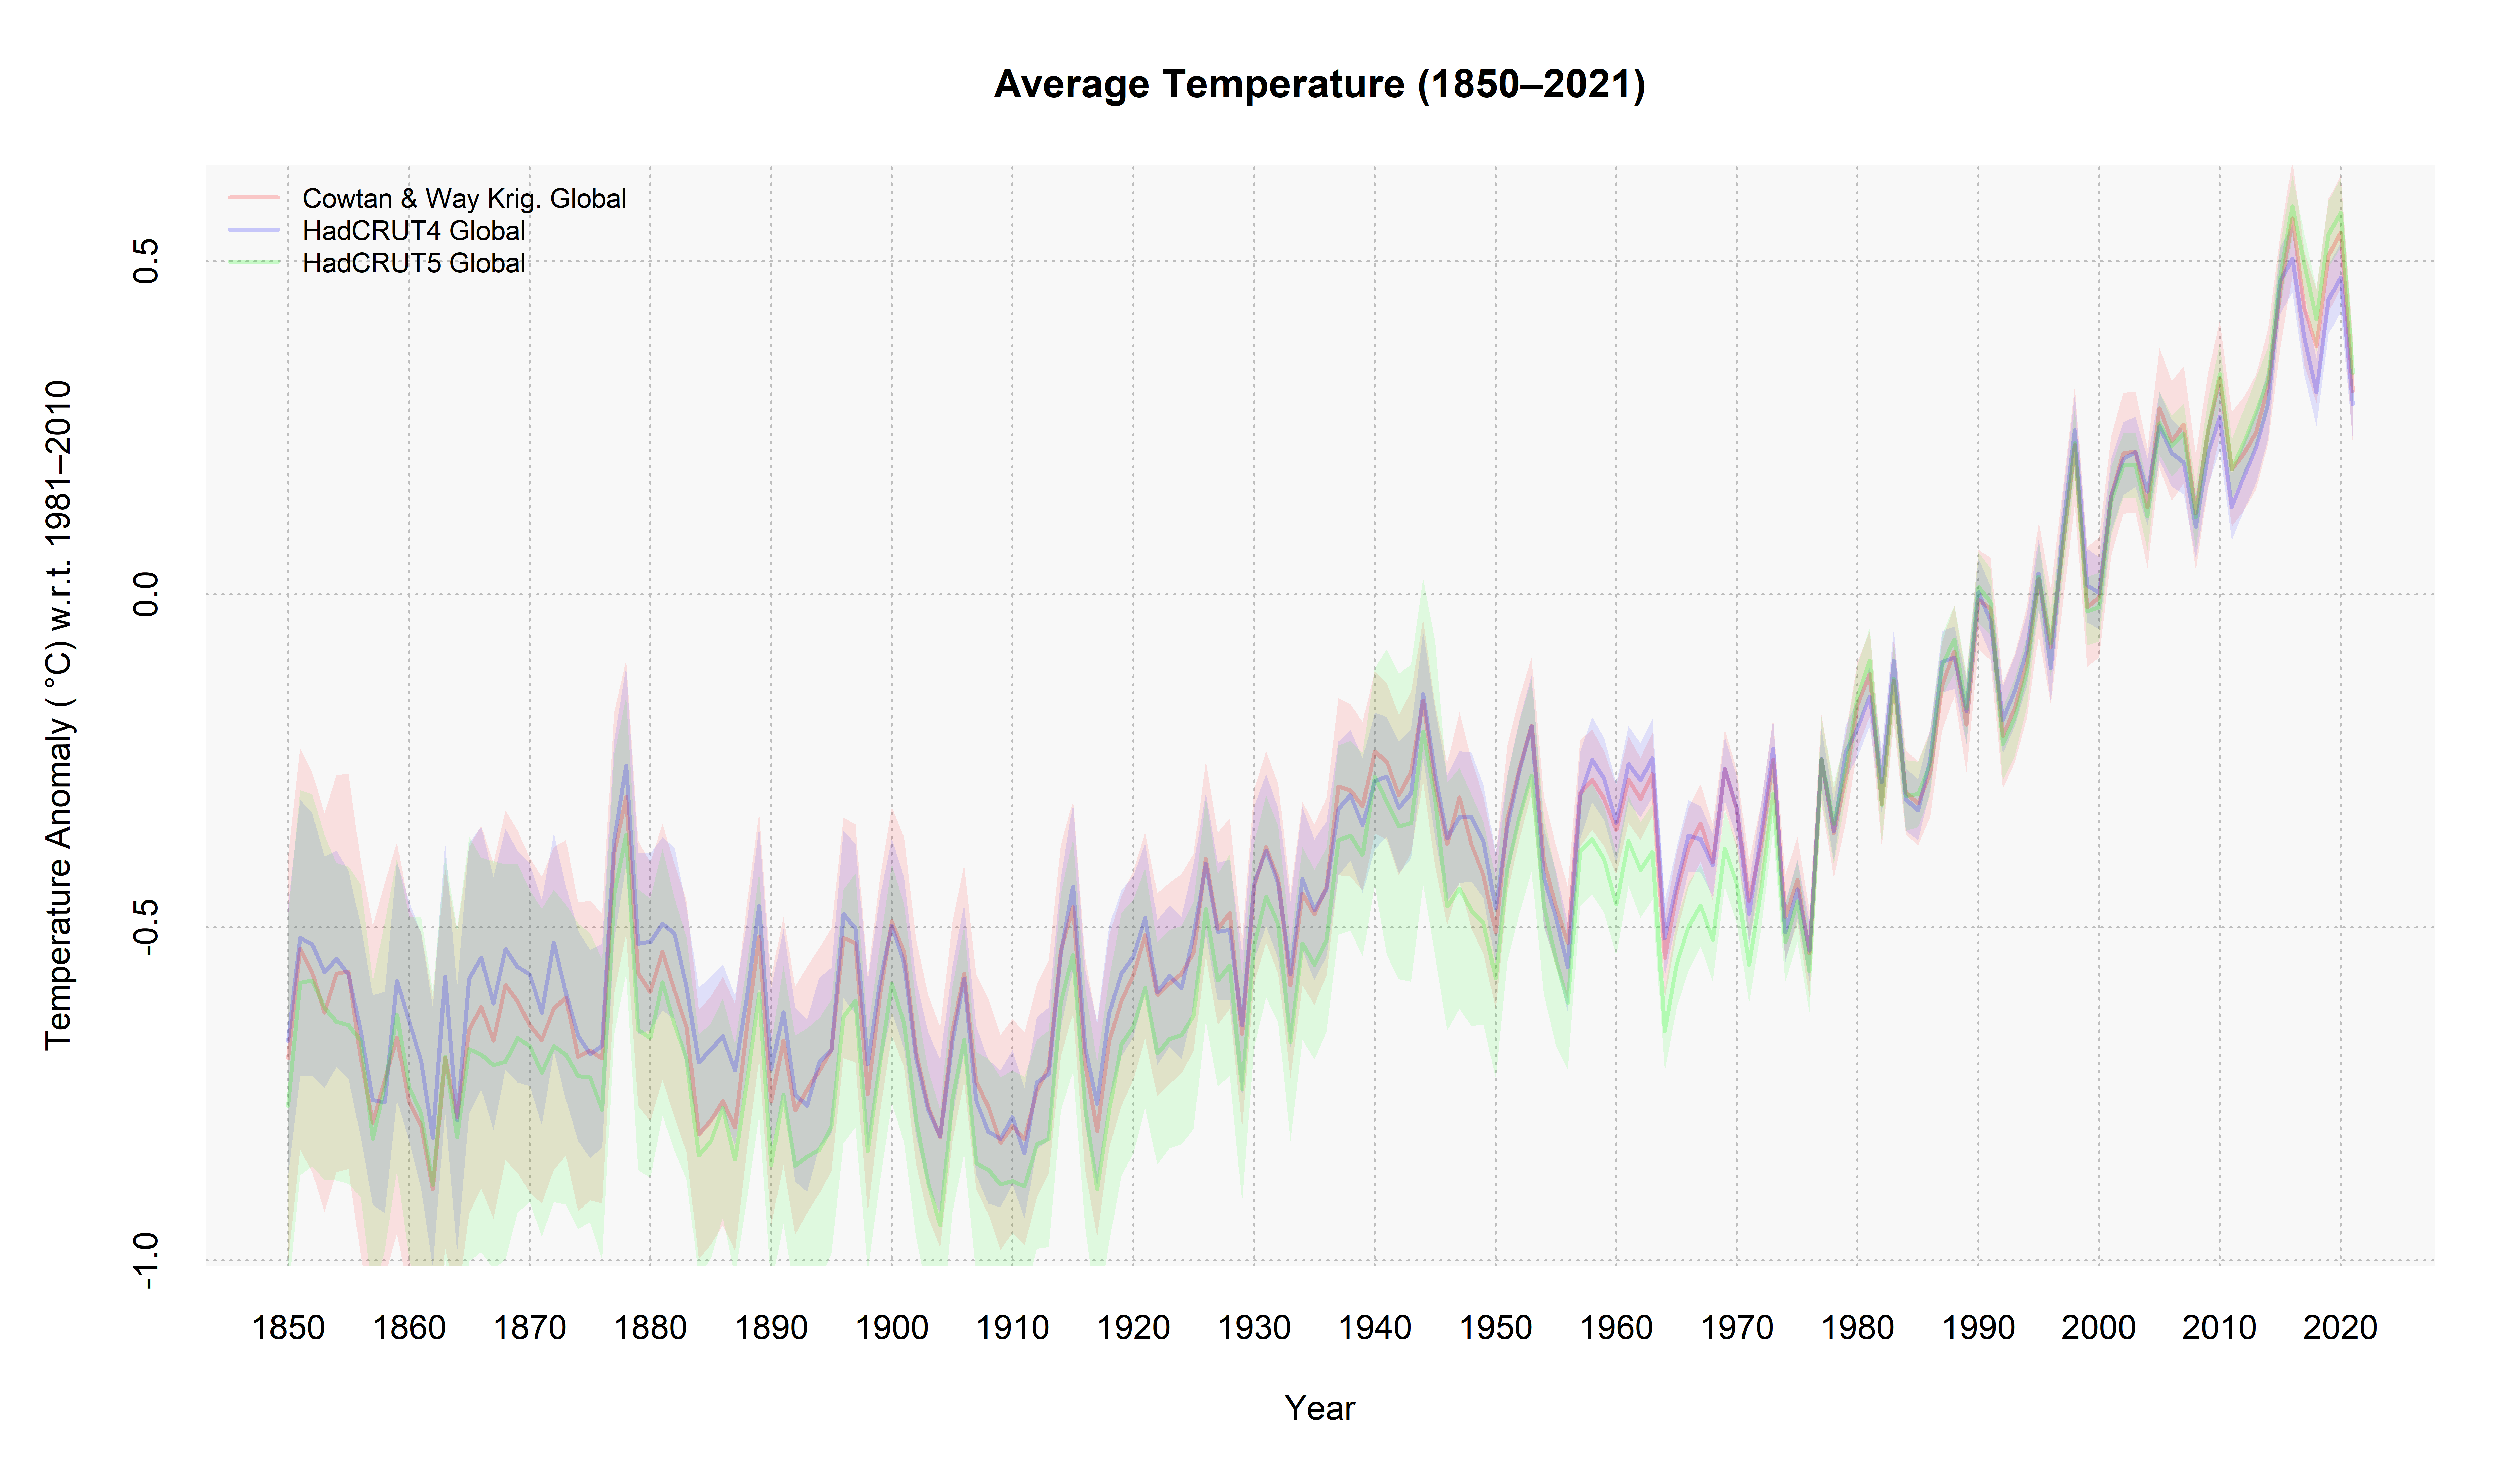 Average Temperature (1850–2021)
Cowtan & Way Krig. Global
HadCRUT4 Global
HadCRUT5 Global
Temperature Anomaly ( °C) w.r.t. 1981–2010
0.5
0.0
-0.5
-1.0
1850 1860 1870 1880 1890 1900 1910 1920 1930 1940 1950 1960 1970 1980 1990 2000 2010 2020
Year